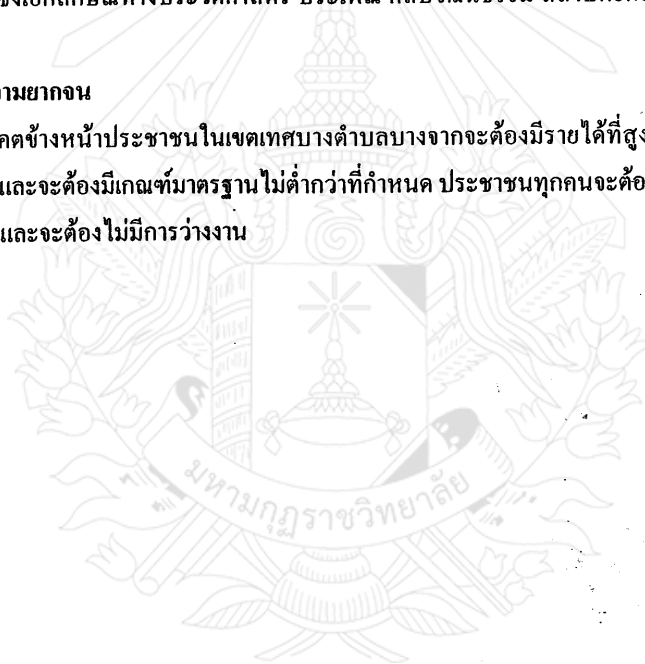 ามยากจน
คตข้างหน้าประชาชนในเขตเทศบางตำบลบางจากจะต้องมีรายได้ที่สูง
และจะต้องมีเกณฑ์มาตรฐานไม่ต่ำกว่าที่กำหนด ประชาชนทุกคนจะต้อ
และจะต้องไม่มีการว่างงาน
มหามกุฏราชวิทยาลัย